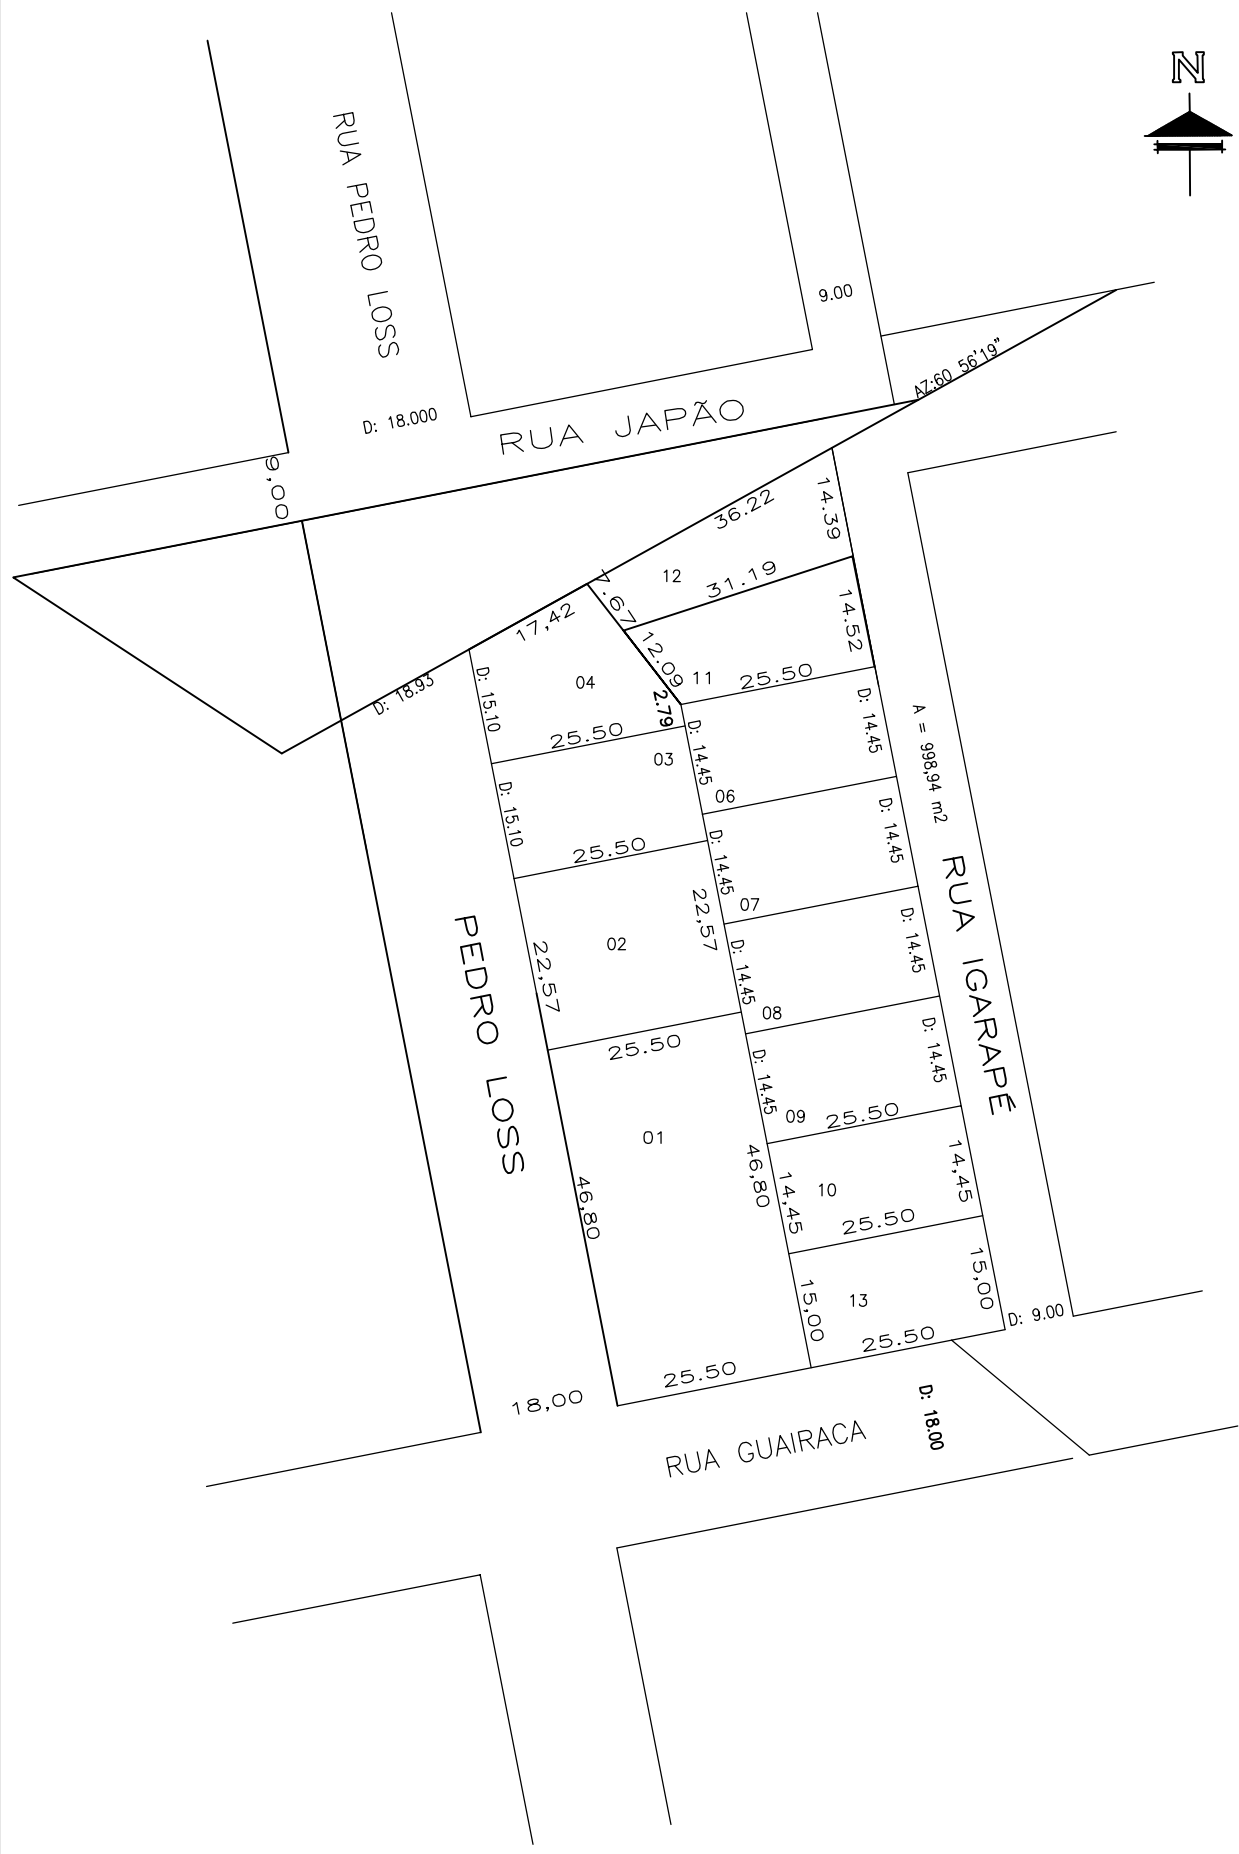 N
RUA PEDRO LOSS
9.00
AZ:60 56'19"
D: 18.000
RUA JAPÃO
9,00
36.22
14.39
12
31.19
7.67
17,42
14.52
12.09
11
25.50
D: 18.93
D: 15.10
04
2.79
25.50
03
D: 14.45
D: 14.45
A = 998,94 m2
06
D: 15.10
25.50
D: 14.45
D: 14.45
07
22,57
02
22,57
D: 14.45
D: 14.45
RUA IGARAPÉ
PEDRO LOSS
08
25.50
D: 14.45
D: 14.45
09
25.50
01
46,80
46,80
14,45
10
14,45
25.50
15,00
13
15,00
D: 9.00
25.50
25.50
18,00
D: 18.00
RUA GUAIRACA